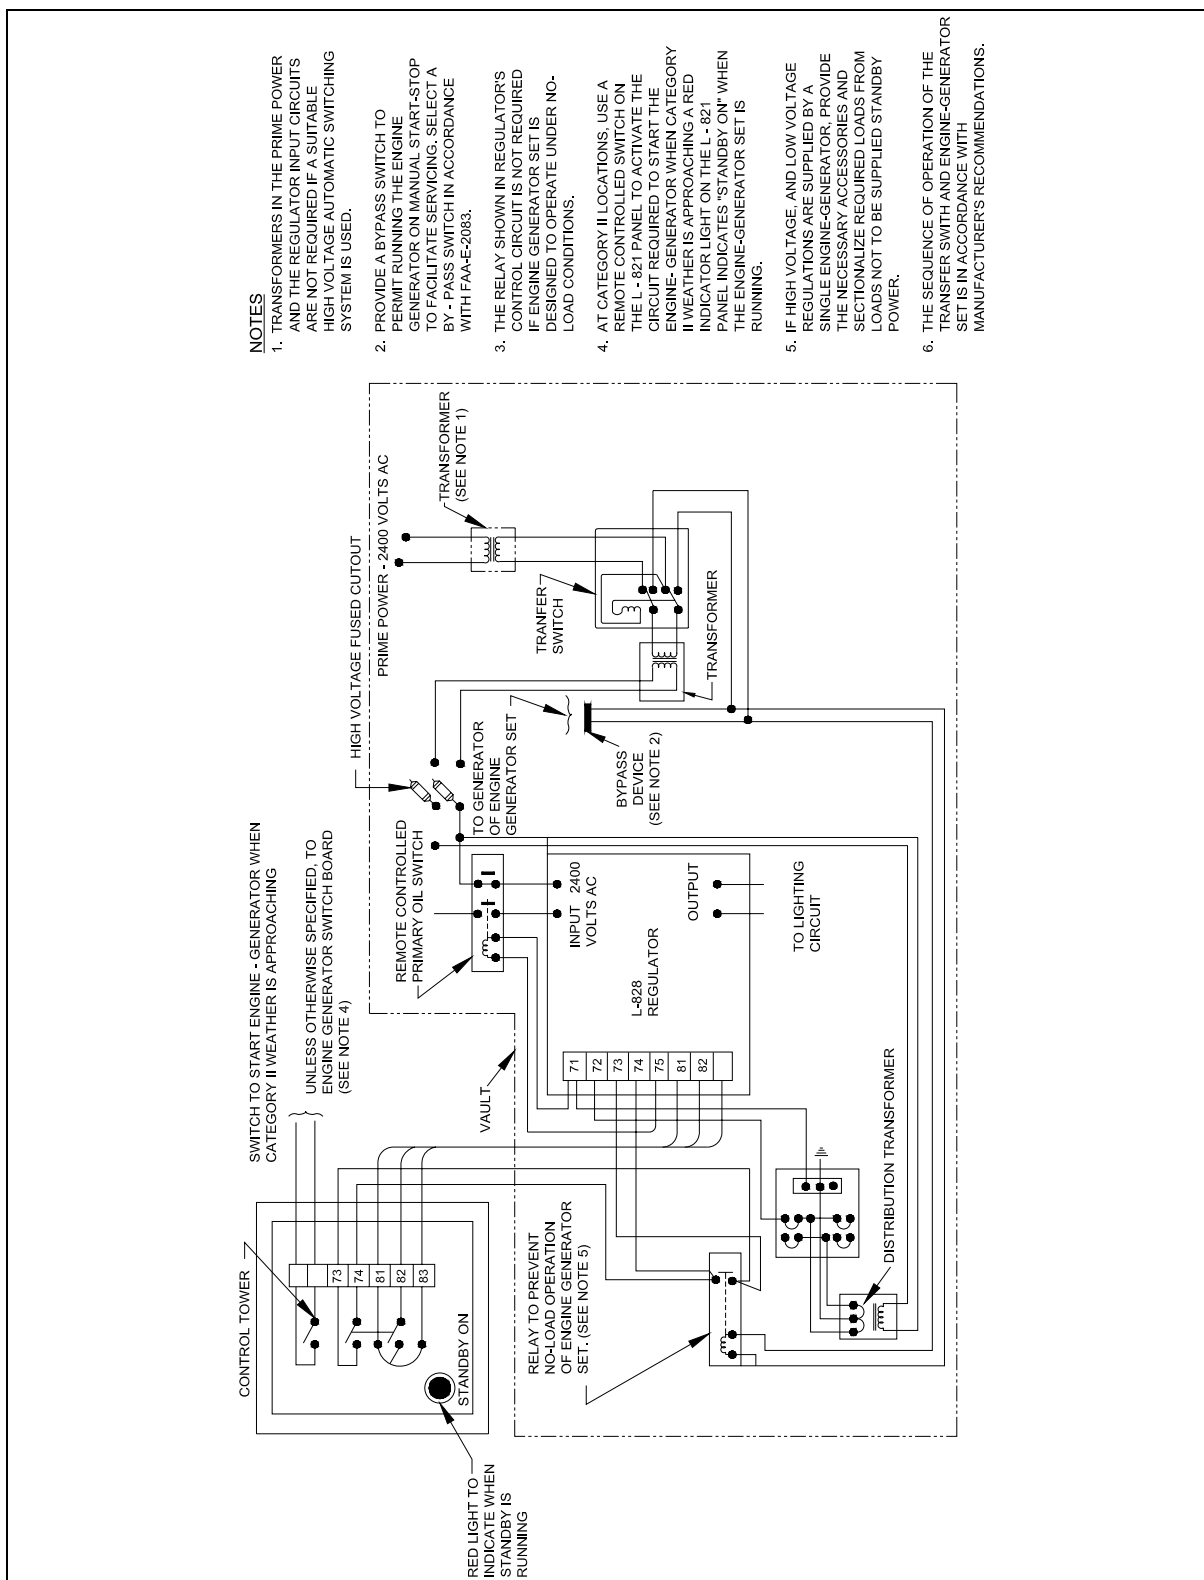 SWITCH TO START ENGINE - GENERATOR WHEN
CATEGORY II WEATHER IS APPROACHING
UNLESS OTHERWISE SPECIFIED, TO
ENGINE GENERATOR SWITCH BOARD
(SEE NOTE 4)
CONTROL TOWER
73
74
81
82
83
STANDBY ON
RED LIGHT TO
INDICATE WHEN
STANDBY IS
RUNNING
VAULT
HIGH VOLTAGE FUSED CUTOUT
PRIME POWER - 2400 VOLTS AC
TRANSFORMER
(SEE NOTE 1)
REMOTE CONTROLLED
PRIMARY OIL SWITCH
TO GENERATOR
OF ENGINE
GENERATOR SET
TRANFER
SWITCH
TRANSFORMER
BYPASS
DEVICE
(SEE NOTE 2)
INPUT 2400
VOLTS AC
OUTPUT
L-828
REGULATOR
TO LIGHTING
CIRCUIT
71
72
73
74
75
81
82
RELAY TO PREVENT
NO-LOAD OPERATION
OF ENGINE GENERATOR
SET. (SEE NOTE 5)
DISTRIBUTION TRANSFORMER
NOTES
1. TRANSFORMERS IN THE PRIME POWER
AND THE REGULATOR INPUT CIRCUITS
ARE NOT REQUIRED IF A SUITABLE
HIGH VOLTAGE AUTOMATIC SWITCHING
SYSTEM IS USED.
2. PROVIDE A BYPASS SWITCH TO
PERMIT RUNNING THE ENGINE
GENERATOR ON MANUAL START-STOP
TO FACILITATE SERVICING. SELECT A
BY - PASS SWITCH IN ACCORDANCE
WITH FAA-E-2083.
3. THE RELAY SHOWN IN REGULATOR'S
CONTROL CIRCUIT IS NOT REQUIRED
IF ENGINE GENERATOR SET IS
DESIGNED TO OPERATE UNDER NO-
LOAD CONDITIONS.
4. AT CATEGORY II LOCATIONS, USE A
REMOTE CONTROLLED SWITCH ON
THE L - 821 PANEL TO ACTIVATE THE
CIRCUIT REQUIRED TO START THE
ENGINE- GENERATOR WHEN CATEGORY
II WEATHER IS APPROACHING A RED
INDICATOR LIGHT ON THE L - 821
PANEL INDICATES "STANDBY ON" WHEN
THE ENGINE-GENERATOR SET IS
RUNNING.
5. IF HIGH VOLTAGE, AND LOW VOLTAGE
REGULATIONS ARE SUPPLIED BY A
SINGLE ENGINE-GENERATOR, PROVIDE
THE NECESSARY ACCESSORIES AND
SECTIONALIZE REQUIRED LOADS FROM
LOADS NOT TO BE SUPPLIED STANDBY
POWER.
6. THE SEQUENCE OF OPERATION OF THE
TRANSFER SWITH AND ENGINE-GENERATOR
SET IS IN ACCORDANCE WITH
MANUFACTURER'S RECOMMENDATIONS.